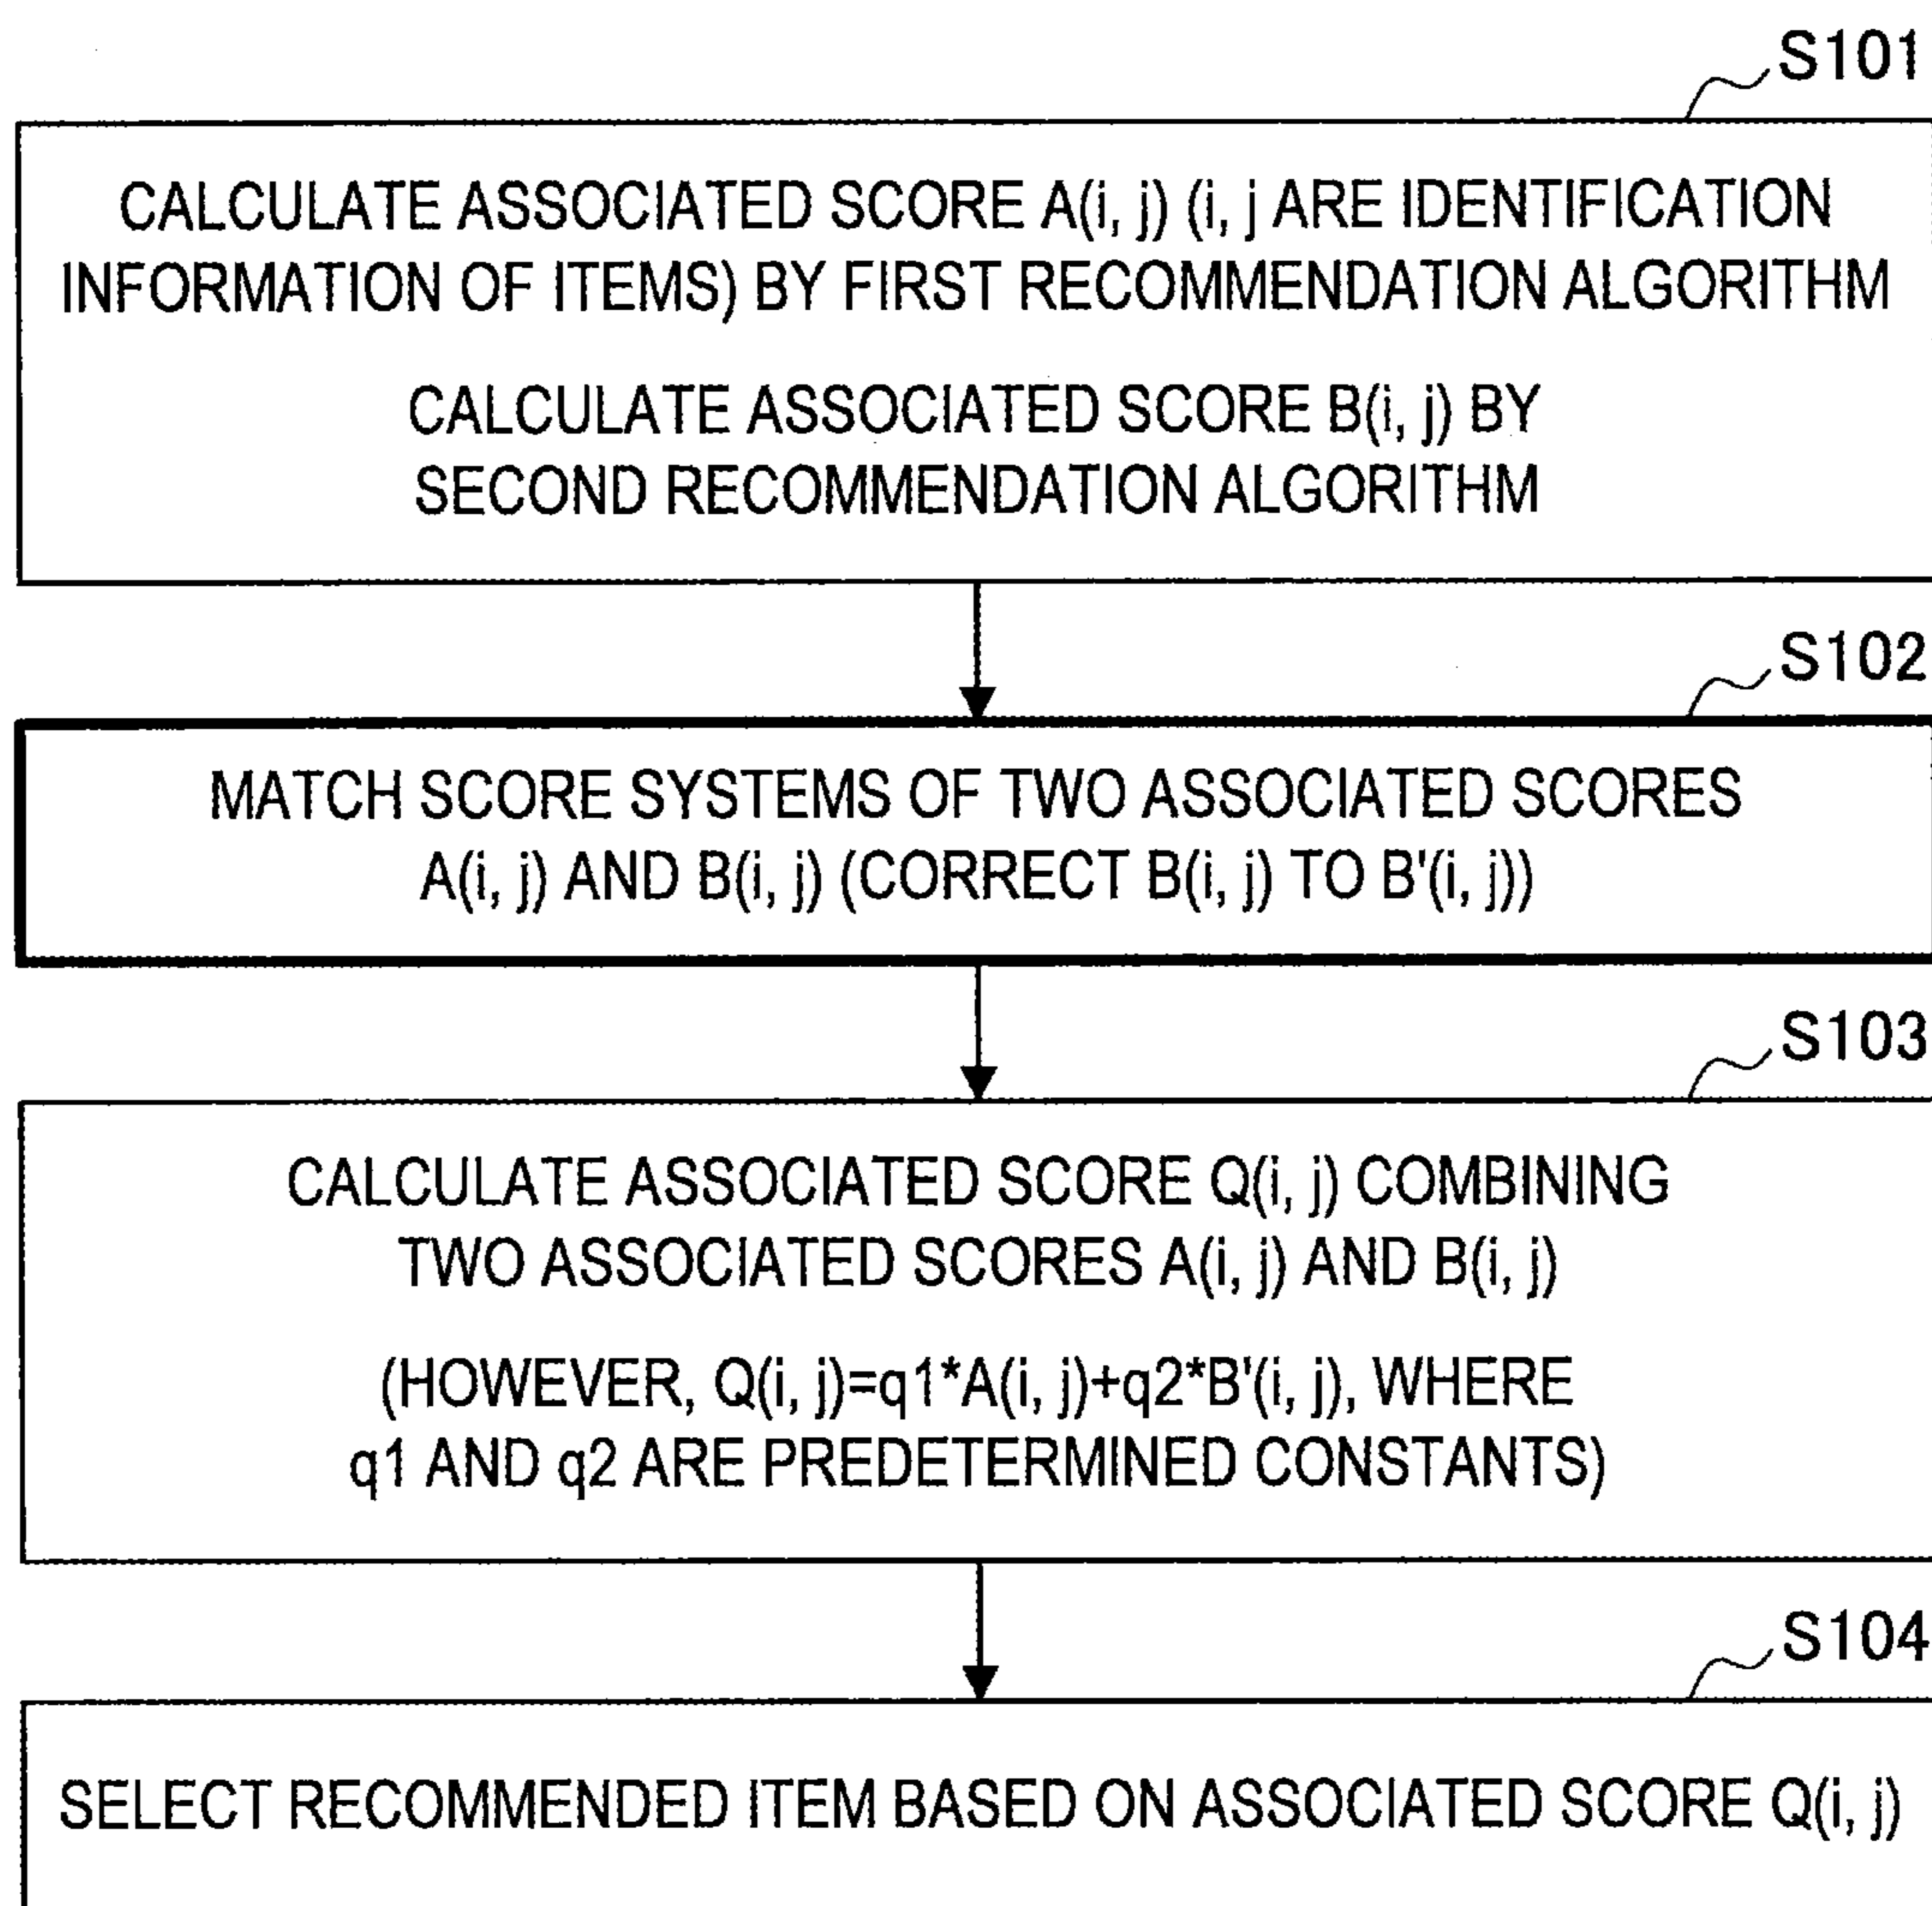 S101
CALCULATE ASSOCIATED SCORE A(i, j) (i, j ARE IDENTIFICATION
INFORMATION OF ITEMS) BY FIRST RECOMMENDATION ALGORITHM
CALCULATE ASSOCIATED SCORE B(i, j) BY
SECOND RECOMMENDATION ALGORITHM
S102
MATCH SCORE SYSTEMS OF TWO ASSOCIATED SCORES
A(i, j) AND B(i, j) (CORRECT B(i, j) TO B'(i, j))
S103
CALCULATE ASSOCIATED SCORE Q(i, j) COMBINING
TWO ASSOCIATED SCORES A(i, j) AND B(i, j)
(HOWEVER, Q(i, j)=q1*A(i, j)+q2*B'(i, j), WHERE
q1 AND q2 ARE PREDETERMINED CONSTANTS)
S104
SELECT RECOMMENDED ITEM BASED ON ASSOCIATED SCORE Q(i, j)